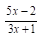 5x − 2
3x + 1